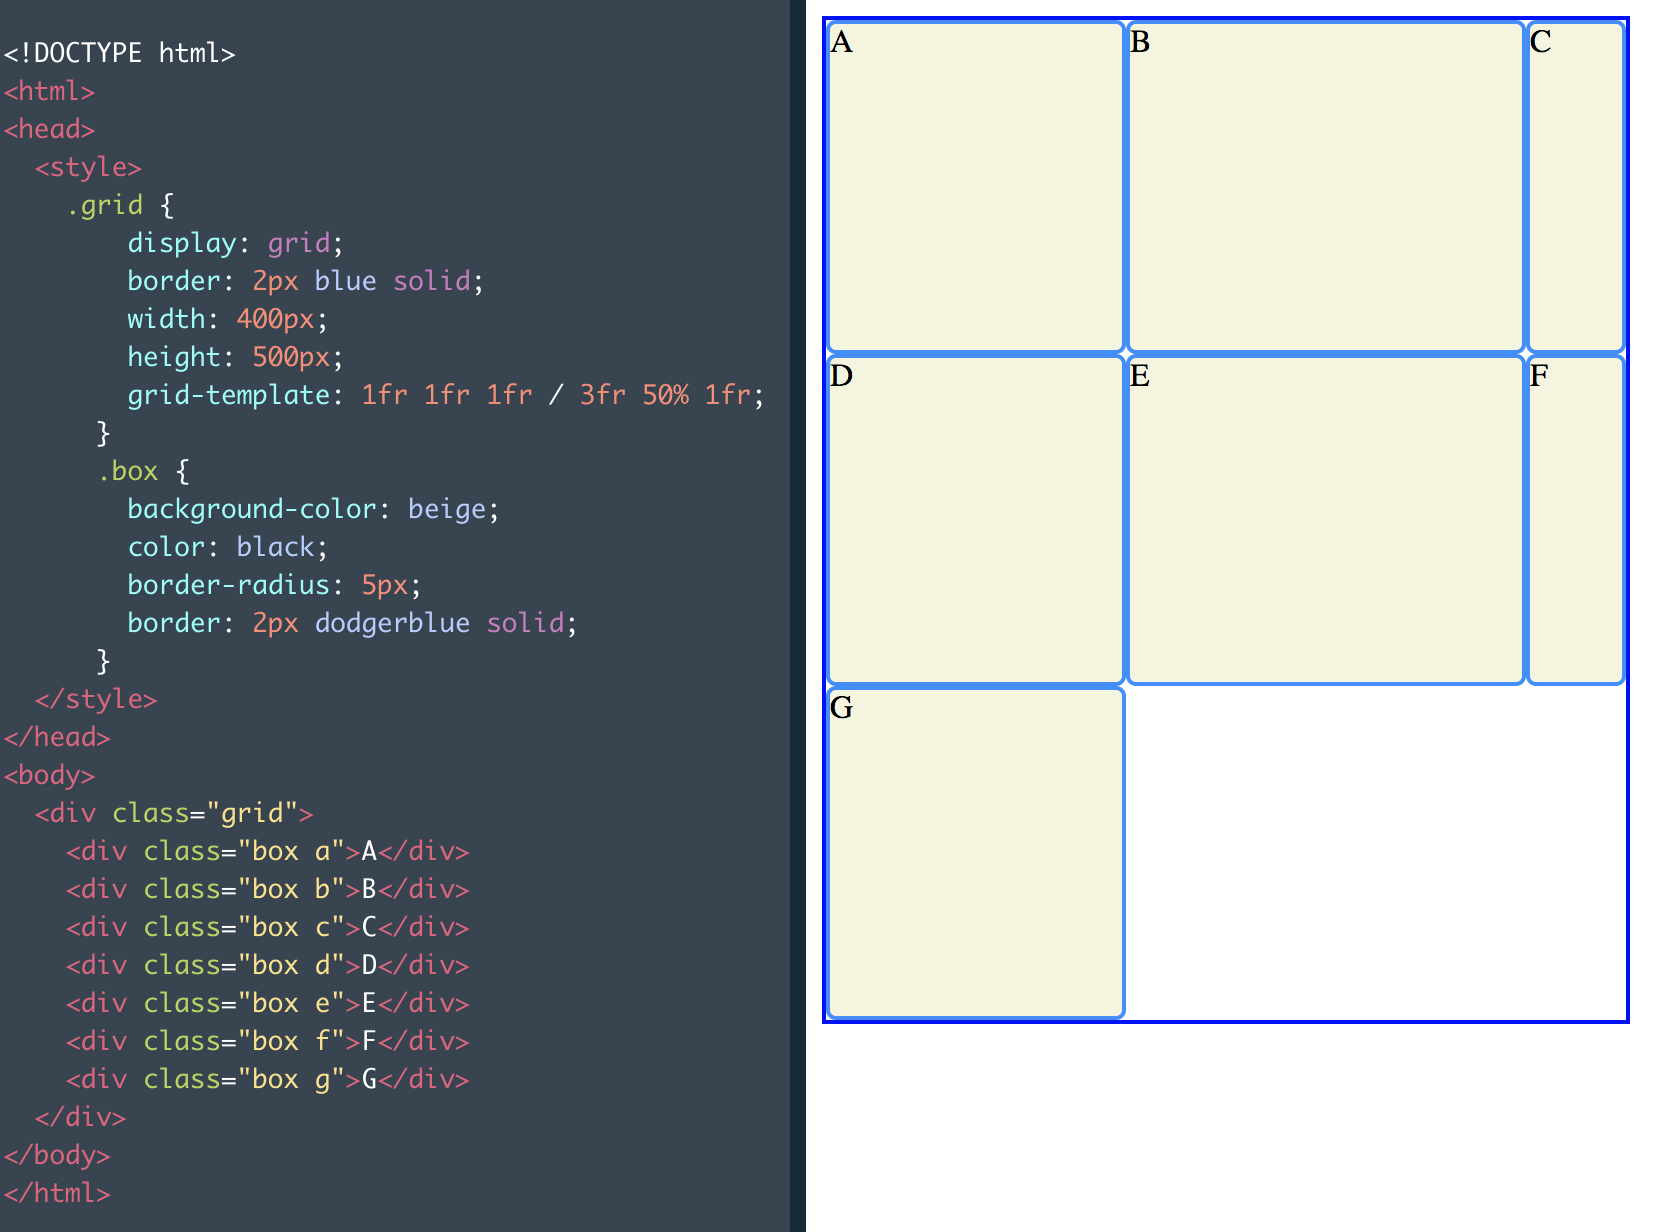 <!DOCTYPE html>
<html>
<head>
  <style>
    .grid {
        display: grid;
        border: 2px blue solid;
        width: 400px;
        height: 500px;
        grid-template: 1fr 1fr 1fr / 3fr 50% 1fr;
      }
      .box {
        background-color: beige;
        color: black;
        border-radius: 5px;
        border: 2px dodgerblue solid;
      }
  </style>
</head>
<body>
  <div class="grid">
    <div class="box a">A</div>
    <div class="box b">B</div>
    <div class="box c">C</div>
    <div class="box d">D</div>
    <div class="box e">E</div>
    <div class="box f">F</div>
    <div class="box g">G</div>
  </div>
</body>
</html>
A B C
D E F
G